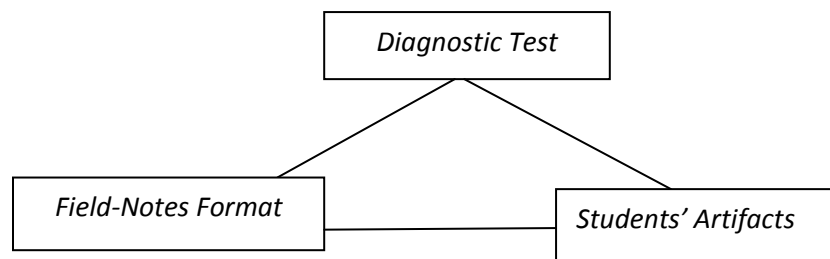 Diagnostic Test
Field-Notes Format
Students’ Artifacts